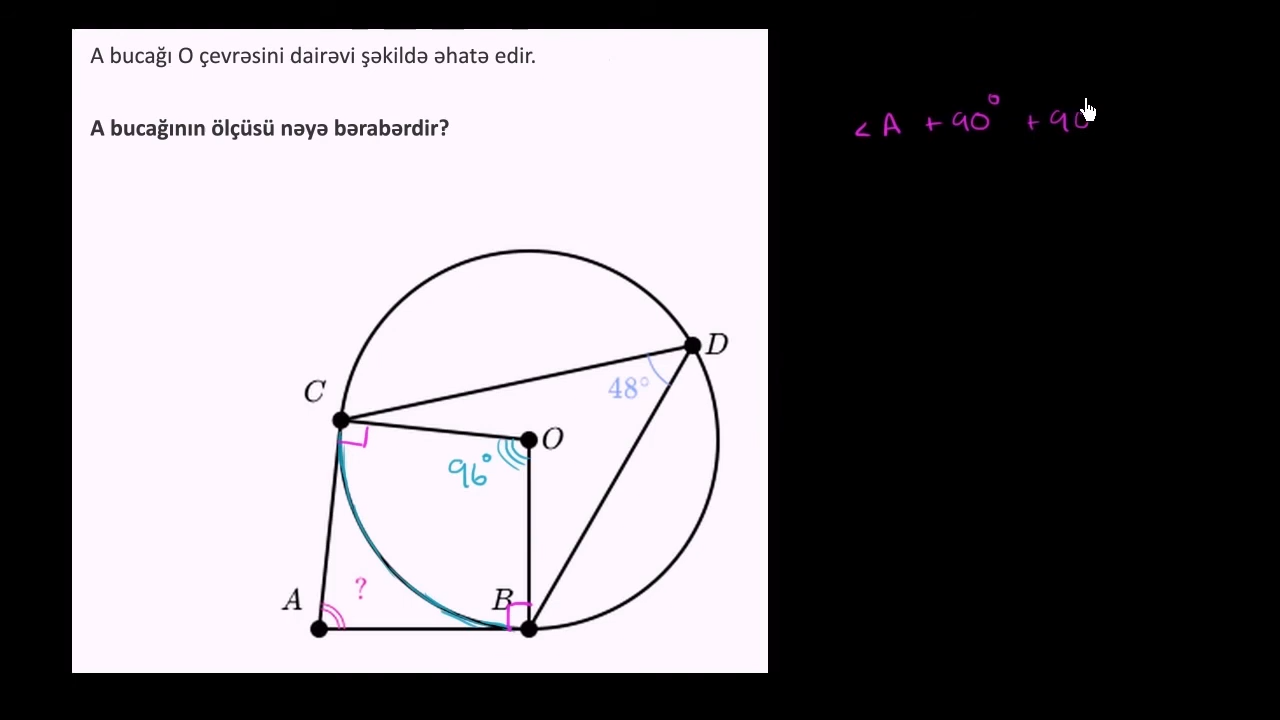 A bucağı O çevrəsini dairəvi şəkildə əhatə edir.
A bucağının ölçüsü nəyə bərabərdir?
< A + 90° + 90
D
C
48°
O
96°
?
A
B